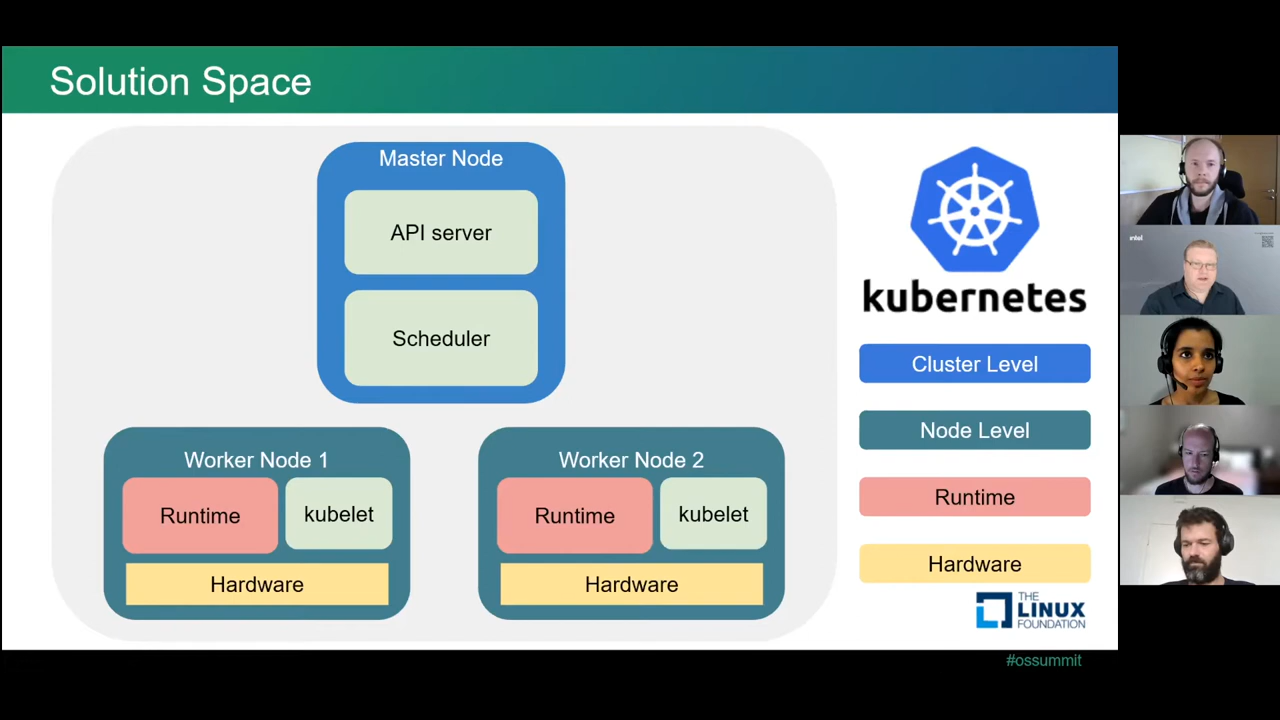 Solution Space
Master Node
API server
Scheduler
Worker Node 1
Runtime
kubelet
Hardware
Worker Node 2
Runtime
kubelet
Hardware
kubernetes
Cluster Level
Node Level
Runtime
Hardware
THE
LINUX
FOUNDATION
#ossummit
intel